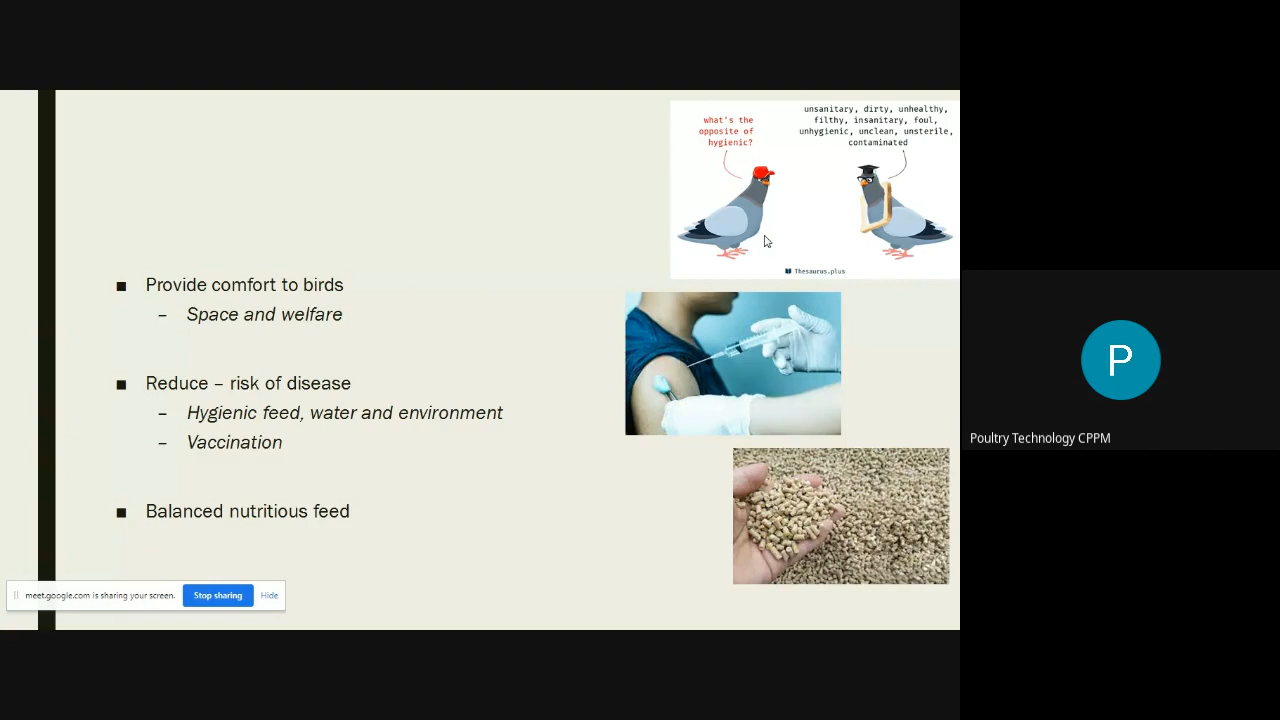 what's the
opposite of
hygienic?
unsanitary, dirty, unhealthy,
filthy, insanitary, foul,
unhygienic, unclean, unsterile,
contaminated
Thesaurus.plus
■ Provide comfort to birds
– Space and welfare
■ Reduce – risk of disease
– Hygienic feed, water and environment
– Vaccination
■ Balanced nutritious feed
meet.google.com is sharing your screen. Stop sharing Hide
P
Poultry Technology CPPM